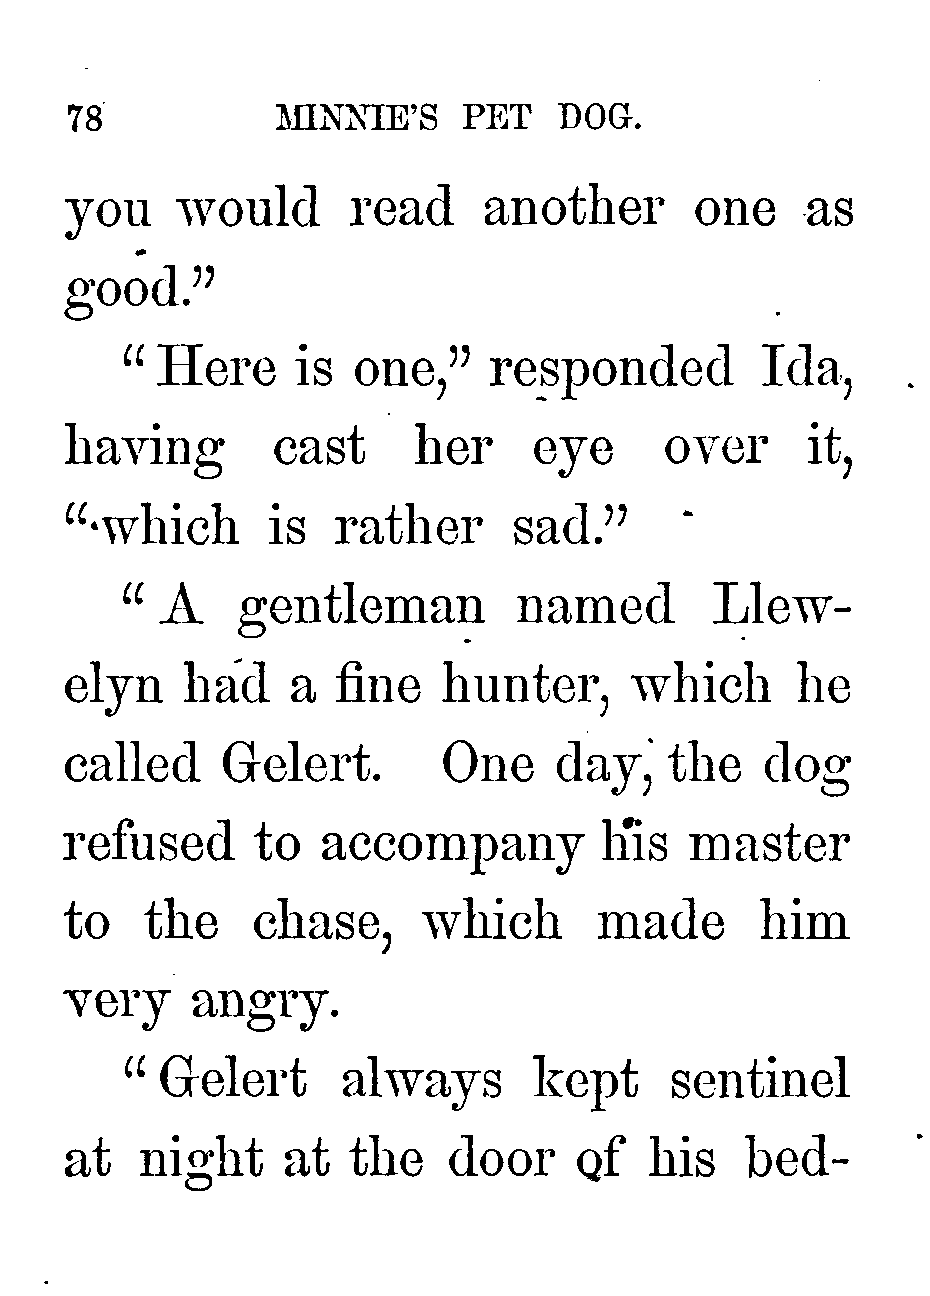 78 MINNIE'S PET DOG.
you would read another one as
good."
"Here is one," responded Ida,
having cast her eye over it,
"which is rather sad."
"A gentleman named Llew-
elyn had a fine hunter, which he
called Gelert. One day, the dog
refused to accompany his master
to the chase, which made him
very angry.
"Gelert always kept sentinel
at night at the door of his bed-